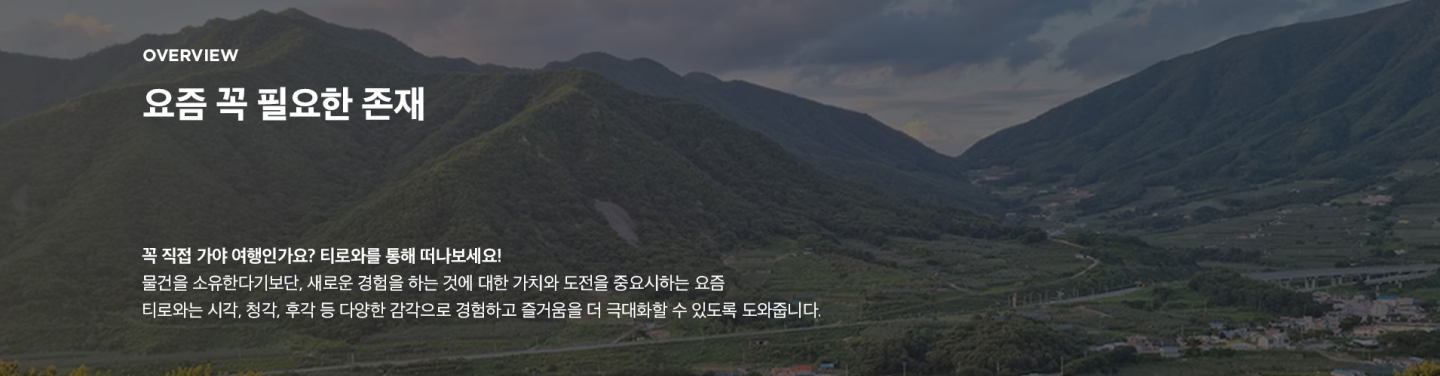 OVERVIEW
요즘 꼭 필요한 존재
꼭 직접 가야 여행인가요? 티로와를 통해 떠나보세요!
물건을 소유한다기보단, 새로운 경험을 하는 것에 대한 가치와 도전을 중요시하는 요즘
티로와는 시각, 청각, 후각 등 다양한 감각으로 경험하고 즐거움을 더 극대화할 수 있도록 도와줍니다.